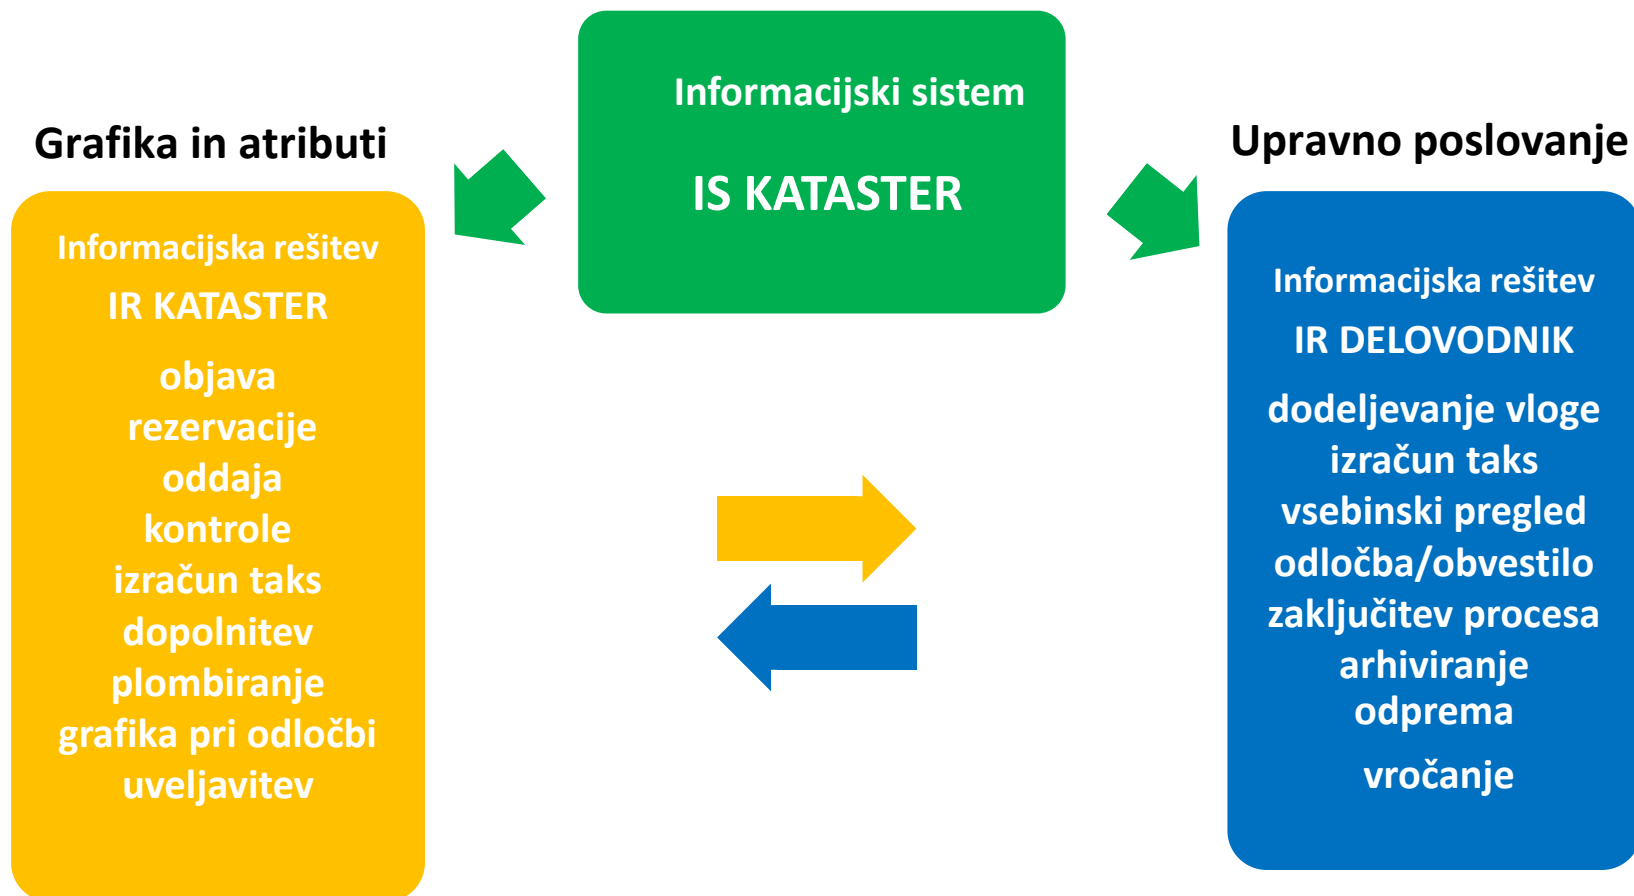 Informacijski sistem
IS KATASTER
Grafika in atributi
Informacijska rešitev
IR KATASTER
objava
rezervacije
oddaja
kontrole
izračun taks
dopolnitev
plombiranje
grafika pri odločbi
uveljavitev
Upravno poslovanje
Informacijska rešitev
IR DELOVODNIK
dodeljevanje vloge
izračun taks
vsebinski pregled
odločba/obvestilo
zaključitev procesa
arhiviranje
odprema
vročanje